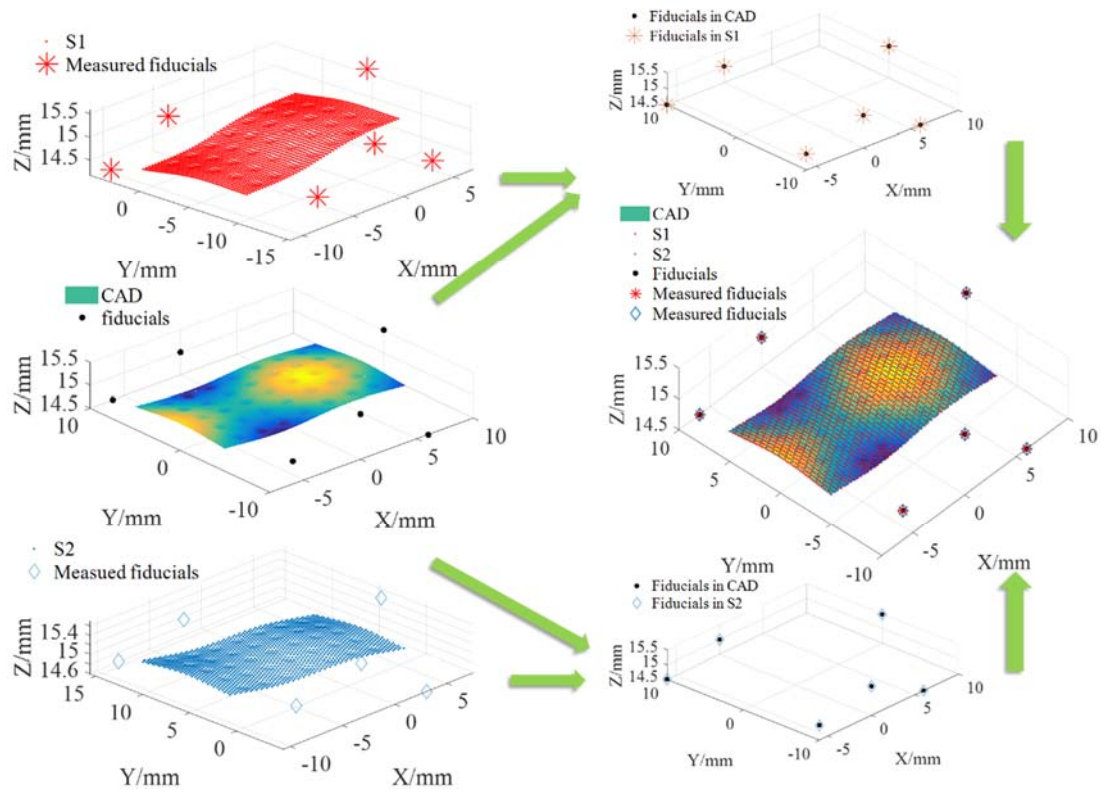 S1
Measured fiducials
15.5
15
14.5
Z/mm
0
-5
-10
-15
Y/mm
-10
-5
0
5
X/mm
CAD
fiducials
15.5
15
14.5
Z/mm
10
0
-10
Y/mm
-5
0
5
10
X/mm
S2
Measued fiducials
15.4
15
14.6
Z/mm
15
10
5
0
Y/mm
-10
-5
0
5
X/mm
Fiducials in CAD
Fiducials in S1
15.5
15
14.5
Z/mm
10
0
-10
Y/mm
-5
0
5
10
X/mm
CAD
S1
S2
Fiducials
Measured fiducials
Measured fiducials
15.5
15
14.5
Z/mm
10
5
0
-5
-10
Y/mm
-5
0
5
10
X/mm
Fiducials in CAD
Fiducials in S2
15.5
15
14.5
Z/mm
10
0
-10
Y/mm
-5
0
5
10
X/mm